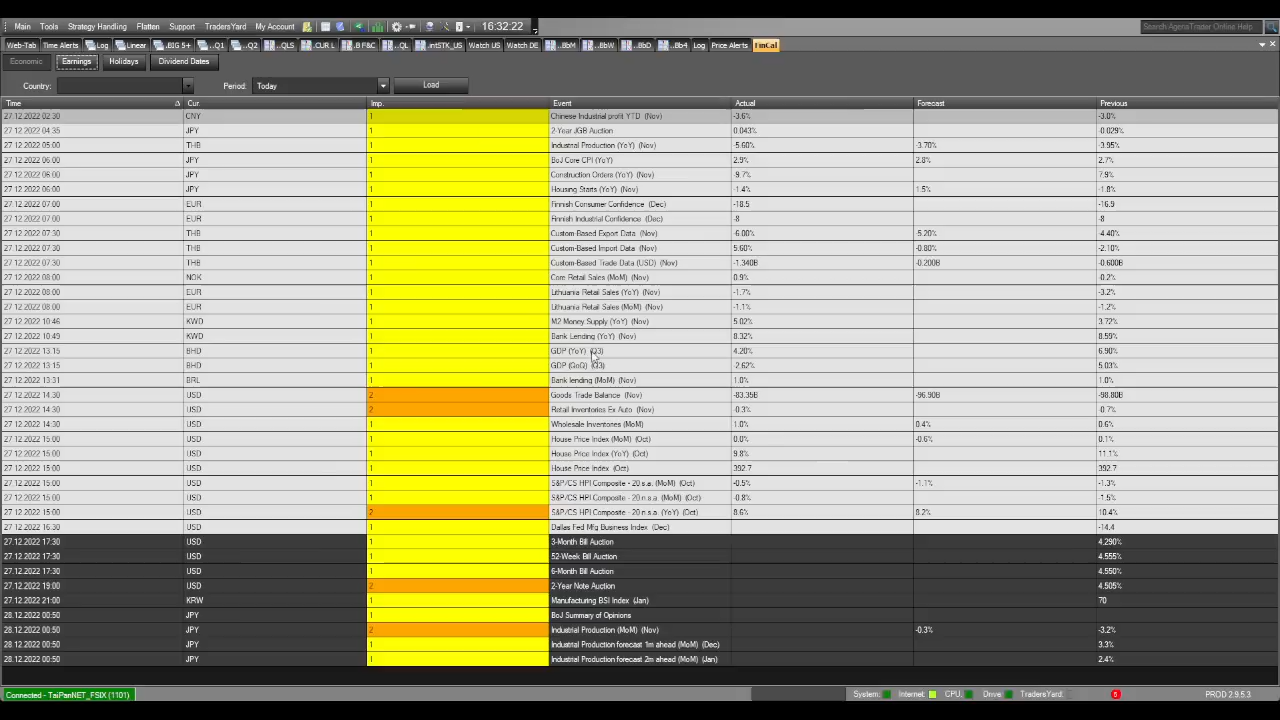 Main Tools Strategy Handling Flatten Support TradersYard My Account 16:32:22 Search AgenaTrader Online Help
Web-Tab Time Alerts Log Linear ..BIG 5+ ..Q1 ..Q2 ..QLS ..CUR L ..B F&C ..QL ..intSTX_US Watch US Watch DE ..BbM ..BbW ..BbD ..Bb4 Log Price Alerts FinCal
Economic Earnings Holidays Dividend Dates
Country: Period: Today Load
Time Cur. Imp. Event Actual Forecast Previous
27.12.2022 02:30 CNY 1 Chinese Industrial profit YTD (Nov) -3.6% -3.0%
27.12.2022 04:35 JPY 1 2-Year JGB Auction 0.043% -0.029%
27.12.2022 05:00 THB 1 Industrial Production (YoY) (Nov) -5.60% -3.70% -3.95%
27.12.2022 06:00 JPY 1 BoJ Core CPI (YoY) 2.9% 2.8% 2.7%
27.12.2022 06:00 JPY 1 Construction Orders (YoY) (Nov) -9.7% 7.9%
27.12.2022 06:00 JPY 1 Housing Starts (YoY) (Nov) -1.4% 1.5% -1.8%
27.12.2022 07:00 EUR 1 Finnish Consumer Confidence (Dec) -18.5 -16.9
27.12.2022 07:00 EUR 1 Finnish Industrial Confidence (Dec) -8 -8
27.12.2022 07:30 THB 1 Custom-Based Export Data (Nov) -6.00% -5.20% -4.40%
27.12.2022 07:30 THB 1 Custom-Based Import Data (Nov) 5.60% -0.80% -2.10%
27.12.2022 07:30 THB 1 Custom-Based Trade Data (USD) (Nov) -1.340B -0.200B -0.600B
27.12.2022 08:00 NOK 1 Core Retail Sales (MoM) (Nov) 0.9% -0.2%
27.12.2022 08:00 EUR 1 Lithuania Retail Sales (YoY) (Nov) -1.7% -3.2%
27.12.2022 08:00 EUR 1 Lithuania Retail Sales (MoM) (Nov) -1.1% -1.2%
27.12.2022 10:46 KWD 1 M2 Money Supply (YoY) (Nov) 5.02% 3.72%
27.12.2022 10:49 KWD 1 Bank Lending (YoY) (Nov) 8.32% 8.59%
27.12.2022 13:15 BHD 1 GDP (YoY) (Q3) 4.20% 6.90%
27.12.2022 13:15 BHD 1 GDP (QoQ) (Q3) -2.62% 5.03%
27.12.2022 13:31 BRL 1 Bank lending (MoM) (Nov) 1.0% 1.0%
27.12.2022 14:30 USD 2 Goods Trade Balance (Nov) -83.35B -96.90B -98.80B
27.12.2022 14:30 USD 2 Retail Inventories Ex Auto (Nov) -0.3% -0.7%
27.12.2022 14:30 USD 1 Wholesale Inventories (MoM) 1.0% 0.4% 0.6%
27.12.2022 15:00 USD 1 House Price Index (MoM) (Oct) 0.0% -0.6% 0.1%
27.12.2022 15:00 USD 1 House Price Index (YoY) (Oct) 9.8% 11.1%
27.12.2022 15:00 USD 1 House Price Index (Oct) 392.7 392.7
27.12.2022 15:00 USD 1 S&P/CS HPI Composite - 20 s.a. (MoM) (Oct) -0.5% -1.1% -1.3%
27.12.2022 15:00 USD 1 S&P/CS HPI Composite - 20 n.s.a. (MoM) (Oct) -0.8% -1.5%
27.12.2022 15:00 USD 2 S&P/CS HPI Composite - 20 n.s.a. (YoY) (Oct) 8.6% 8.2% 10.4%
27.12.2022 16:30 USD 1 Dallas Fed Mfg Business Index (Dec) -14.4
27.12.2022 17:30 USD 1 3-Month Bill Auction 4.290%
27.12.2022 17:30 USD 1 52-Week Bill Auction 4.555%
27.12.2022 17:30 USD 1 6-Month Bill Auction 4.550%
27.12.2022 19:00 USD 2 2-Year Note Auction 4.505%
27.12.2022 21:00 KRW 1 Manufacturing BSI Index (Jan) 70
28.12.2022 00:50 JPY 1 BoJ Summary of Opinions
28.12.2022 00:50 JPY 2 Industrial Production (MoM) (Nov) -0.3% -3.2%
28.12.2022 00:50 JPY 1 Industrial Production forecast 1m ahead (MoM) (Dec) 3.3%
28.12.2022 00:50 JPY 1 Industrial Production forecast 2m ahead (MoM) (Jan) 2.4%
Connected - TaiPanNET_FSIX (1101) System: Internet: CPU: Drive: TradersYard: PROD 2.9.5.3